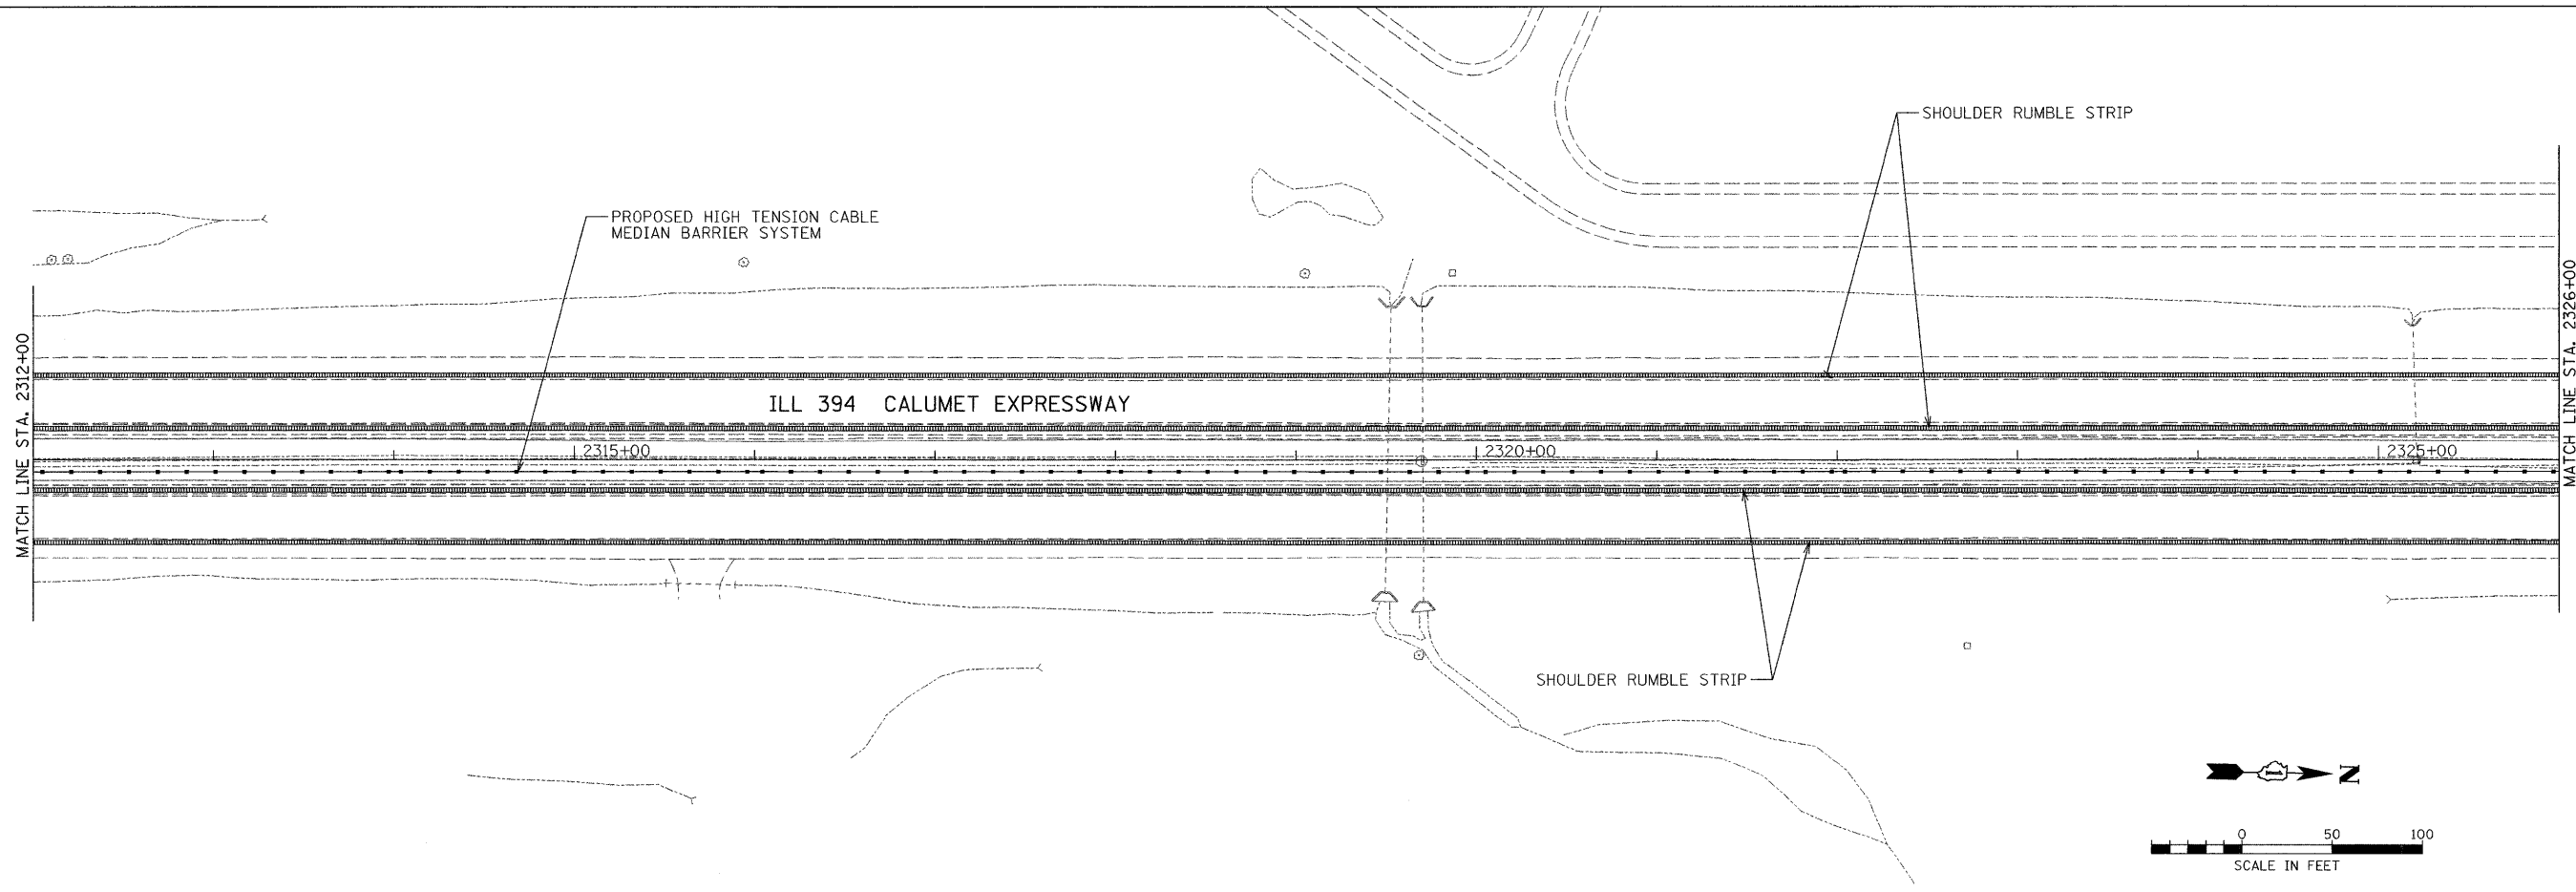 SHOULDER RUMBLE STRIP
PROPOSED HIGH TENSION CABLE
MEDIAN BARRIER SYSTEM
MATCH LINE STA. 2312+00
MATCH LINE STA. 2326+00
ILL 394 CALUMET EXPRESSWAY
2315+00
2320+00
2325+00
SHOULDER RUMBLE STRIP
N
0 50 100
SCALE IN FEET